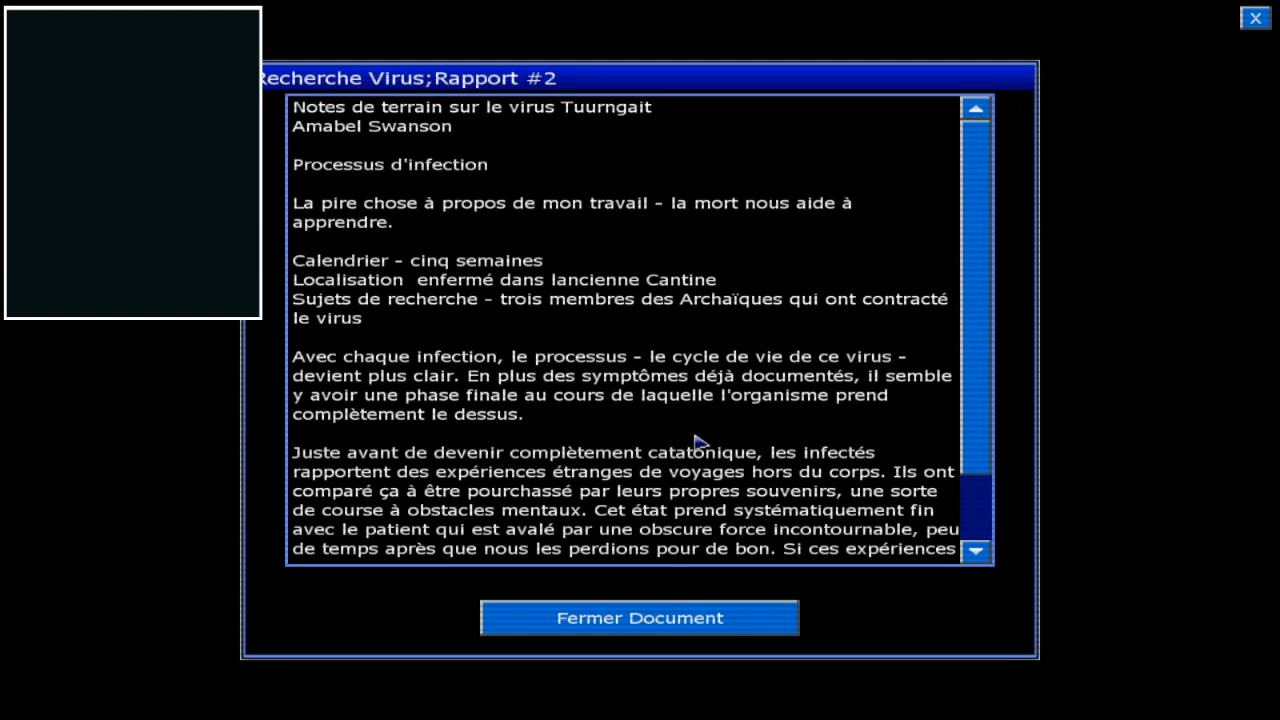 X
Recherche Virus;Rapport #2
Notes de terrain sur le virus Tuurngait
Amabel Swanson
Processus d'infection
La pire chose à propos de mon travail - la mort nous aide à
apprendre.
Calendrier - cinq semaines
Localisation  enfermé dans lancienne Cantine
Sujets de recherche - trois membres des Archaïques qui ont contracté
le virus
Avec chaque infection, le processus - le cycle de vie de ce virus -
devient plus clair. En plus des symptômes déjà documentés, il semble
y avoir une phase finale au cours de laquelle l'organisme prend
complètement le dessus.
Juste avant de devenir complètement catatonique, les infectés
rapportent des expériences étranges de voyages hors du corps. Ils ont
comparé ça à être pourchassé par leurs propres souvenirs, une sorte
de course à obstacles mentaux. Cet état prend systématiquement fin
avec le patient qui est avalé par une obscure force incontournable, peu
de temps après que nous les perdions pour de bon. Si ces expériences
Fermer Document